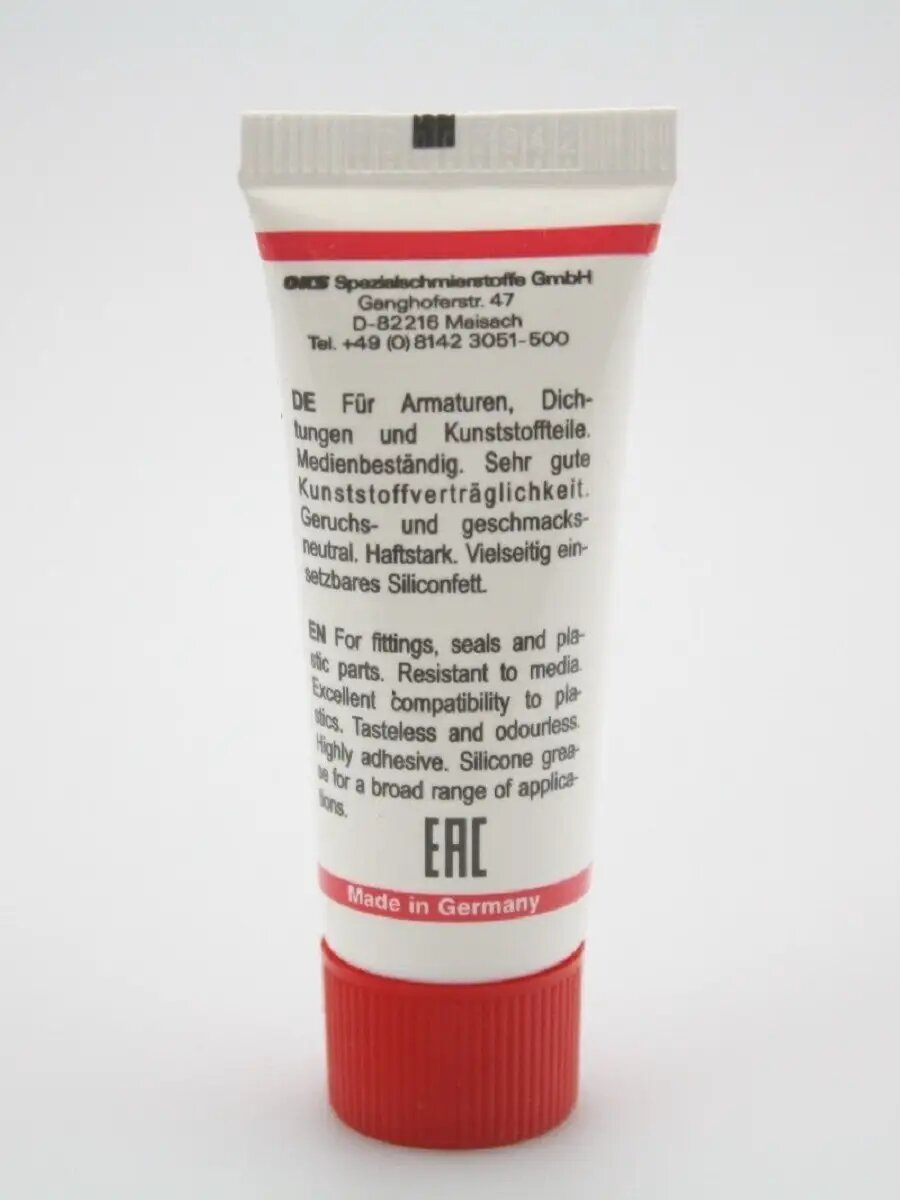 OKS Spezialschmierstoffe GmbH
Ganghoferstr. 47
D-82216 Maisach
Tel. +49 (0) 8142 3051-500
DE Für Armaturen, Dich-
tungen und Kunststoffteile.
Medienbeständig. Sehr gute
Kunststoffverträglichkeit.
Geruchs- und geschmacks-
neutral. Haftstark. Vielseitig ein-
setzbares Siliconfett.
EN For fittings, seals and pla-
stic parts. Resistant to media.
Excellent compatibility to pla-
stics. Tasteless and odourless.
Highly adhesive. Silicone grea-
se for a broad range of applica-
tions.
EAC
Made in Germany